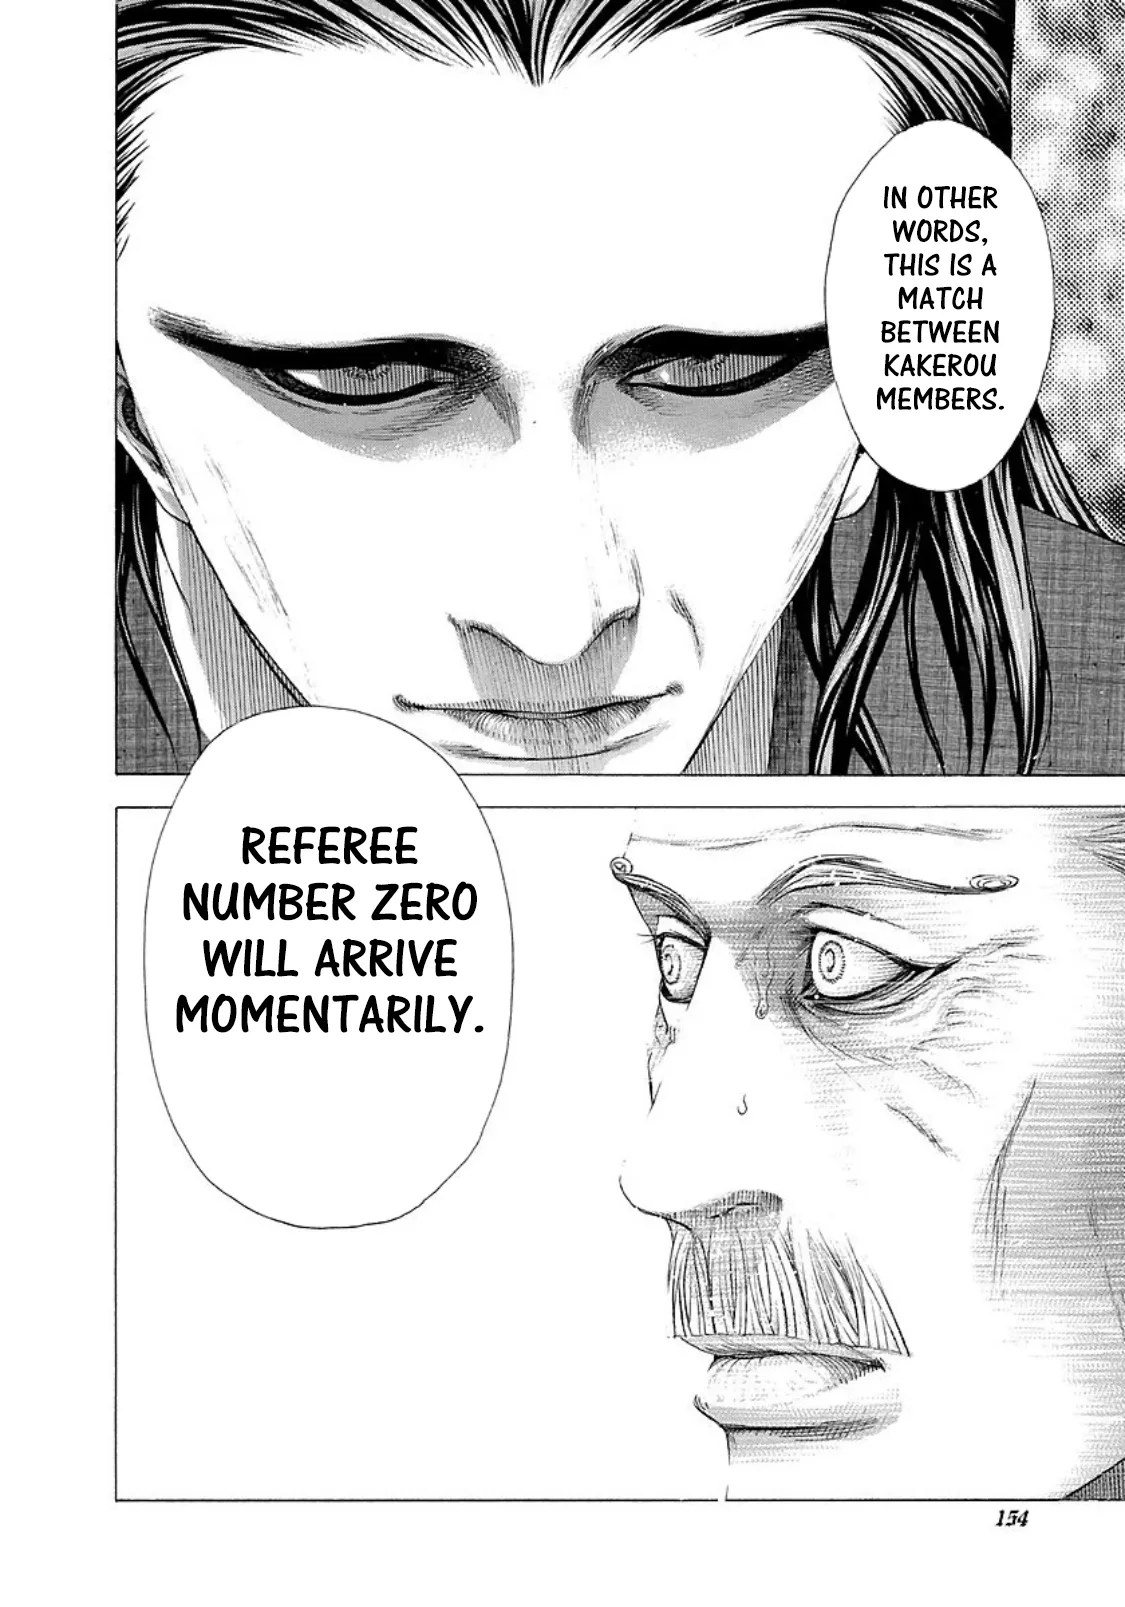 IN OTHER
WORDS,
THIS IS A
MATCH
BETWEEN
KAKEROU
MEMBERS.
REFEREE
NUMBER ZERO
WILL ARRIVE
MOMENTARILY.
154